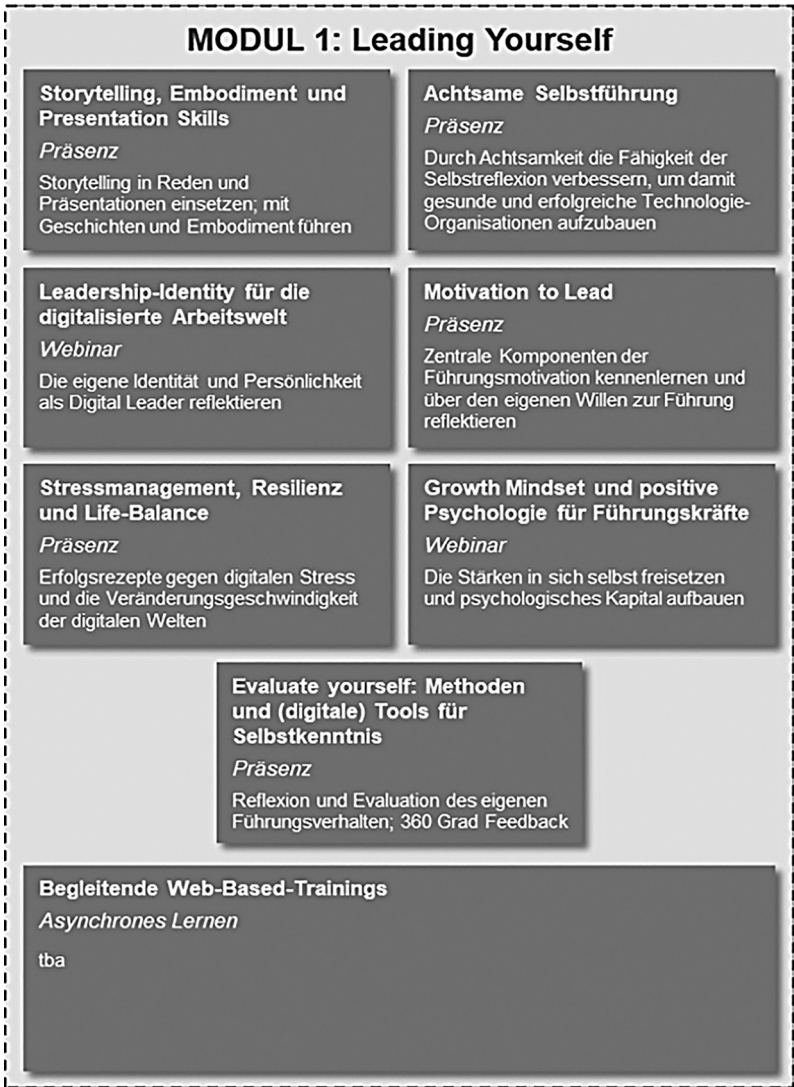 MODUL 1: Leading Yourself
Storytelling, Embodiment und
Presentation Skills
Präsenz
Storytelling in Reden und
Präsentationen einsetzen; mit
Geschichten und Embodiment führen
Achtsame Selbstführung
Präsenz
Durch Achtsamkeit die Fähigkeit der
Selbstreflexion verbessern, um damit
gesunde und erfolgreiche Technologie-
Organisationen aufzubauen
Leadership-Identity für die
digitalisierte Arbeitswelt
Webinar
Die eigene Identität und Persönlichkeit
als Digital Leader reflektieren
Motivation to Lead
Präsenz
Zentrale Komponenten der
Führungsmotivation kennenlernen und
über den eigenen Willen zur Führung
reflektieren
Stressmanagement, Resilienz
und Life-Balance
Präsenz
Erfolgsrezepte gegen digitalen Stress
und die Veränderungsgeschwindigkeit
der digitalen Welten
Growth Mindset und positive
Psychologie für Führungskräfte
Webinar
Die Stärken in sich selbst freisetzen
und psychologisches Kapital aufbauen
Evaluate yourself: Methoden
und (digitale) Tools für
Selbstkenntnis
Präsenz
Reflexion und Evaluation des eigenen
Führungsverhalten; 360 Grad Feedback
Begleitende Web-Based-Trainings
Asynchrones Lernen
tba